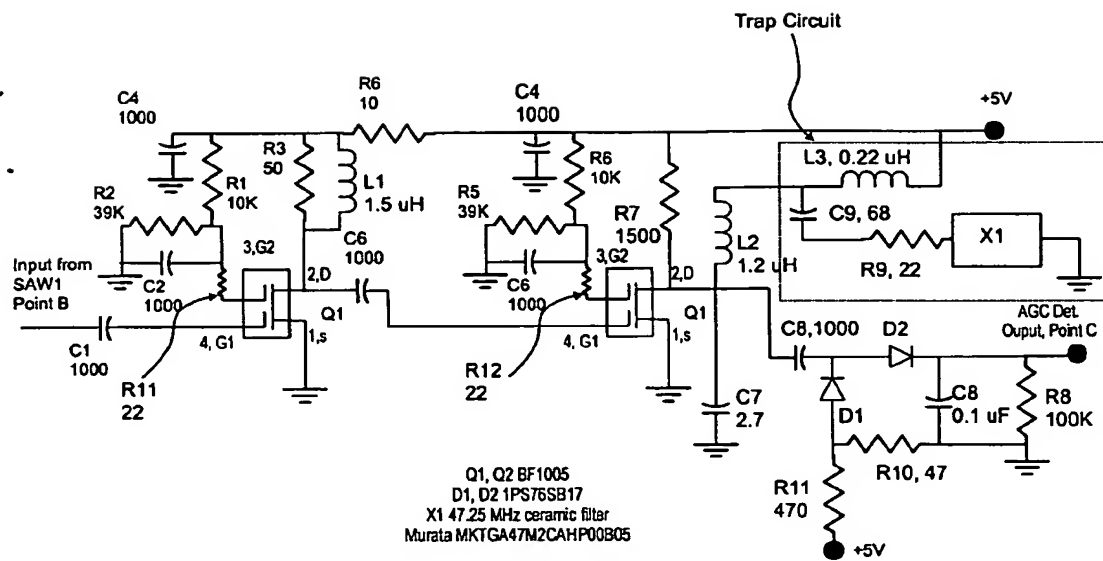 Trap Circuit
C4
1000
R6
10
C4
1000
+5V
R3
50
L1
1.5 uH
R2
39K
R1
10K
R5
39K
R6
10K
R7
1500
L3, 0.22 uH
C9, 68
X1
R9, 22
L2
1.2 uH
Input from
SAW1
Point B
C2
1000
3,G2
2,D
Q1
4, G1
1,s
C6
1000
C6
1000
3,G2
2,D
Q1
4, G1
1,s
C1
1000
R11
22
R12
22
C7
2.7
C8,1000
D2
AGC Det.
Ouput, Point C
D1
C8
0.1 uF
R8
100K
R10, 47
R11
470
+5V
Q1, Q2 BF1005
D1, D2 1PS76SB17
X1 47.25 MHz ceramic filter
Murata MKTGA47M2CAHP00B05